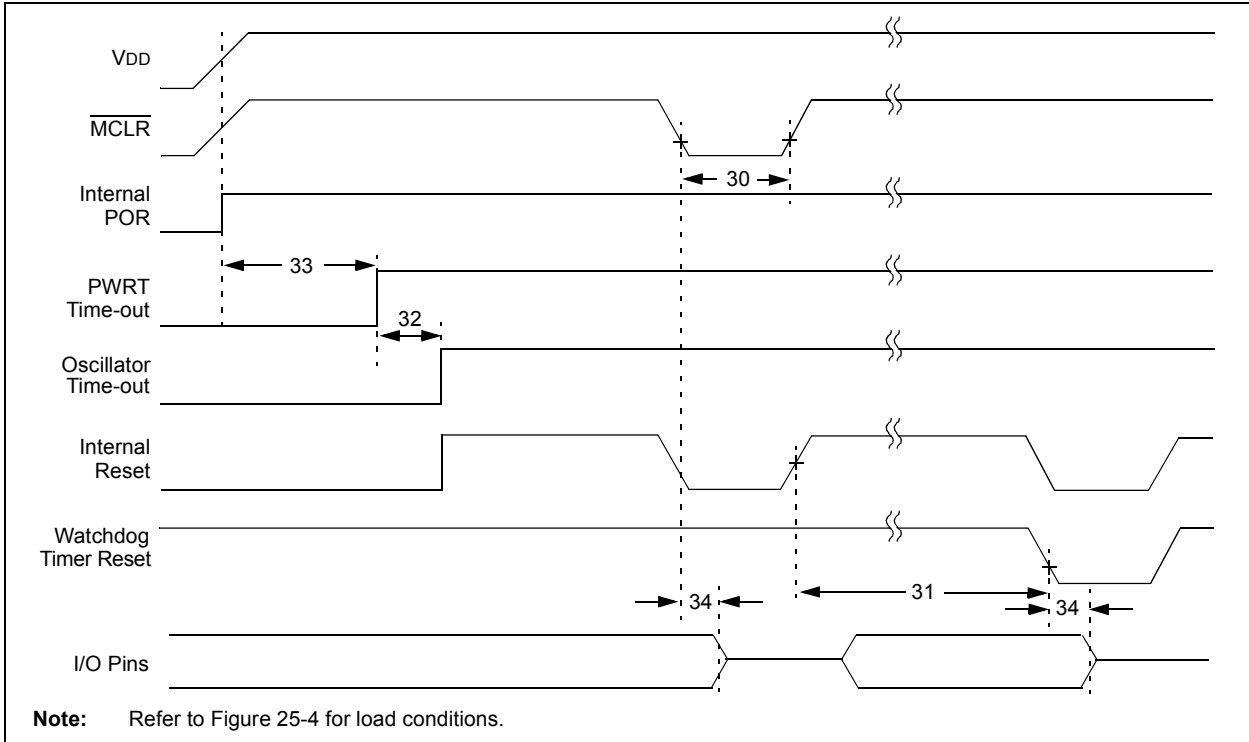 VDD
MCLR
30
Internal
POR
33
PWRT
Time-out
32
Oscillator
Time-out
Internal
Reset
Watchdog
Timer Reset
31
34
34
I/O Pins
Note: Refer to Figure 25-4 for load conditions.